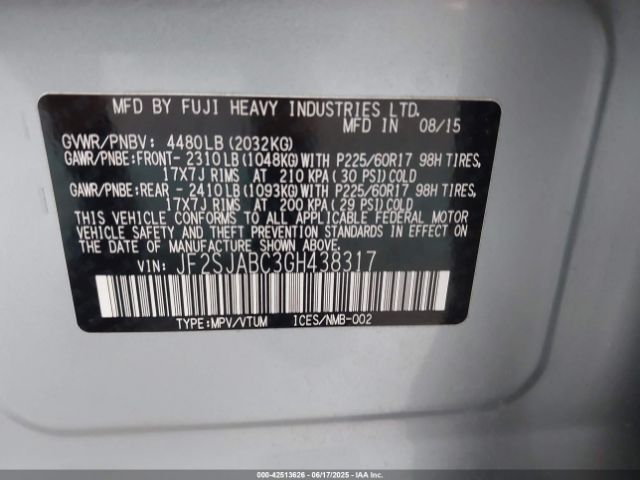 MFD BY FUJI HEAVY INDUSTRIES LTD.
MFD IN 08/15
GVWR/PNBV: 4480LB (2032KG)
GAWR/PNBE:FRONT- 2310LB(1048KG)WITH P225/60R17 98H TIRES,
17X7J RIMS AT 210 KPA(30 PSI)COLD
GAWR/PNBE:REAR - 2410LB(1093KG)WITH P225/60R17 98H TIRES,
17X7J RIMS AT 200 KPA(29 PSI)COLD
THIS VEHICLE CONFORMS TO ALL APPLICABLE FEDERAL MOTOR
VEHICLE SAFETY AND THEFT PREVENTION STANDARDS IN EFFECT
ON THE DATE OF MANUFACTURE SHOWN ABOVE.
VIN: JF2SJABC3GH438317
TYPE:MPV/VTUM ICES/NMB-002
000-42513626 - 06/17/2025 - IAAI.COM